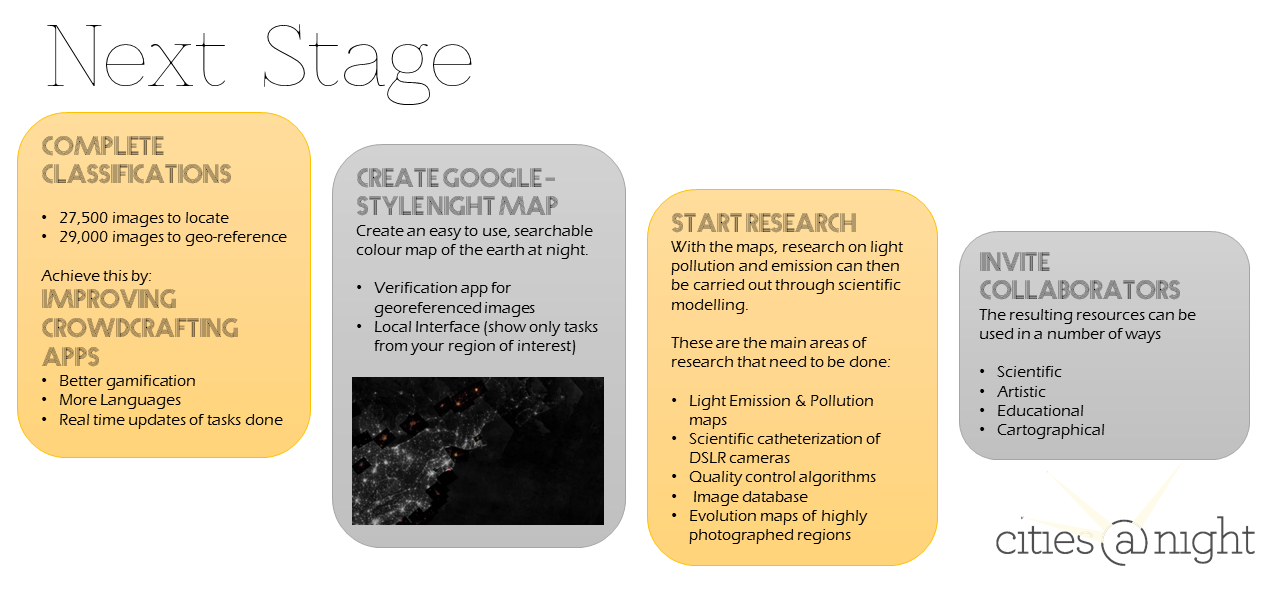 Next Stage
COMPLETE
CLASSIFICATIONS
• 27,500 images to locate
• 29,000 images to geo-reference
Achieve this by:
IMPROVING
CROWDCRAFTING
APPS
• Better gamification
• More Languages
• Real time updates of tasks done
CREATE GOOGLE -
STYLE NIGHT MAP
Create an easy to use, searchable
colour map of the earth at night.
• Verification app for
georeferenced images
• Local Interface (show only tasks
from your region of interest)
START RESEARCH
With the maps, research on light
pollution and emission can then
be carried out through scientific
modelling.
These are the main areas of
research that need to be done:
• Light Emission & Pollution
maps
• Scientific catheterization of
DSLR cameras
• Quality control algorithms
• Image database
• Evolution maps of highly
photographed regions
INVITE
COLLABORATORS
The resulting resources can be
used in a number of ways
• Scientific
• Artistic
• Educational
• Cartographical
cities@night